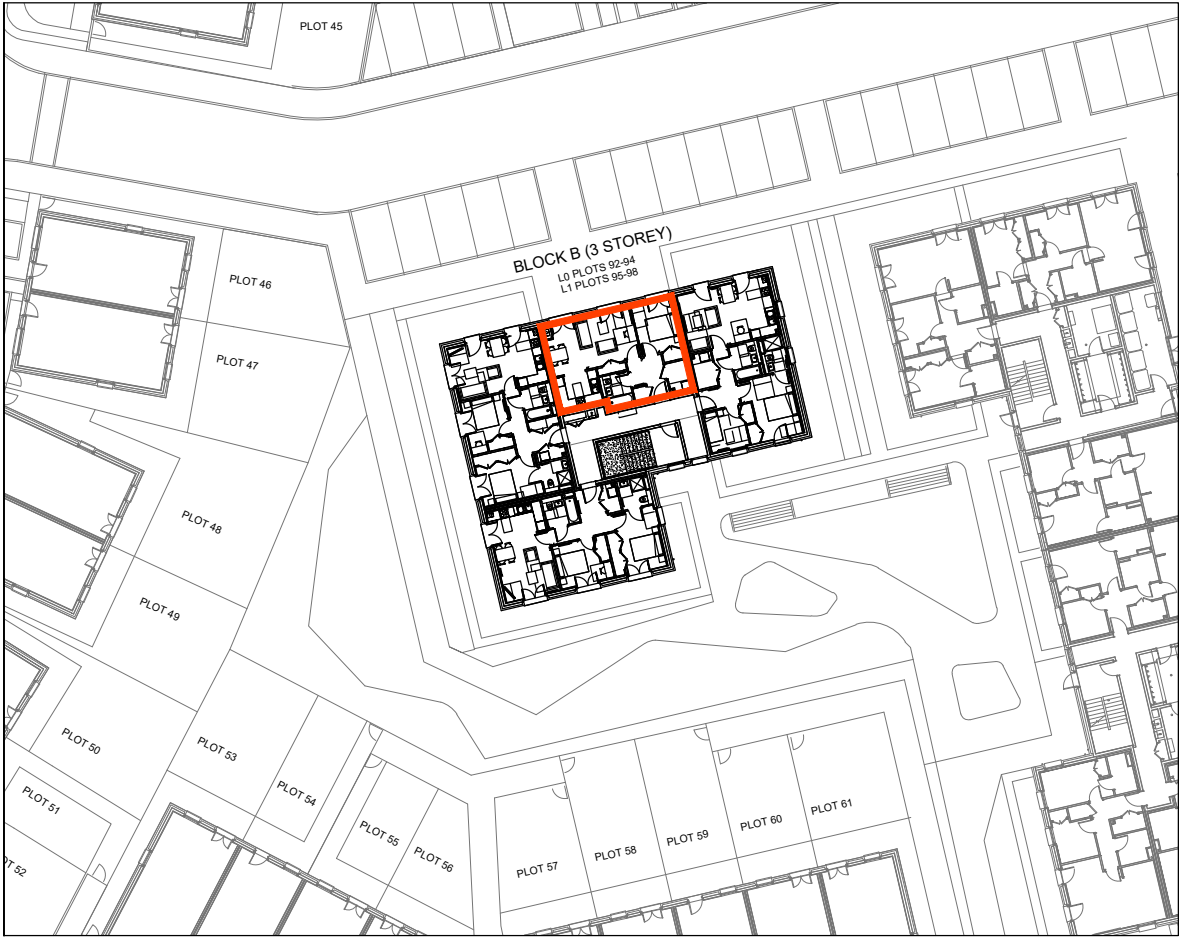 PLOT 45
BLOCK B (3 STOREY)
L0 PLOTS 92-94
L1 PLOTS 95-98
PLOT 46
PLOT 47
PLOT 48
PLOT 49
PLOT 50
PLOT 51
OT 52
PLOT 53
PLOT 54
PLOT 55
PLOT 56
PLOT 57
PLOT 58
PLOT 59
PLOT 60
PLOT 61